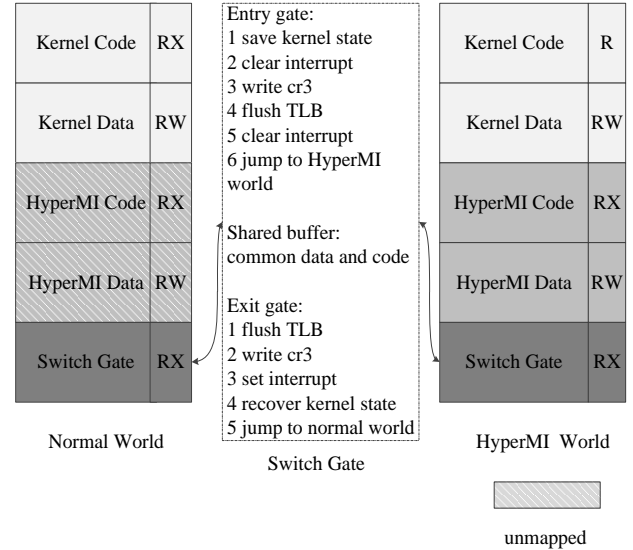 Kernel Code RX
Kernel Data RW
HyperMI Code RX
HyperMI Data RW
Switch Gate RX
Normal World
Entry gate:
1 save kernel state
2 clear interrupt
3 write cr3
4 flush TLB
5 clear interrupt
6 jump to HyperMI
world
Shared buffer:
common data and code
Exit gate:
1 flush TLB
2 write cr3
3 set interrupt
4 recover kernel state
5 jump to normal world
Switch Gate
Kernel Code R
Kernel Data RW
HyperMI Code RX
HyperMI Data RW
Switch Gate RX
HyperMI World
unmapped